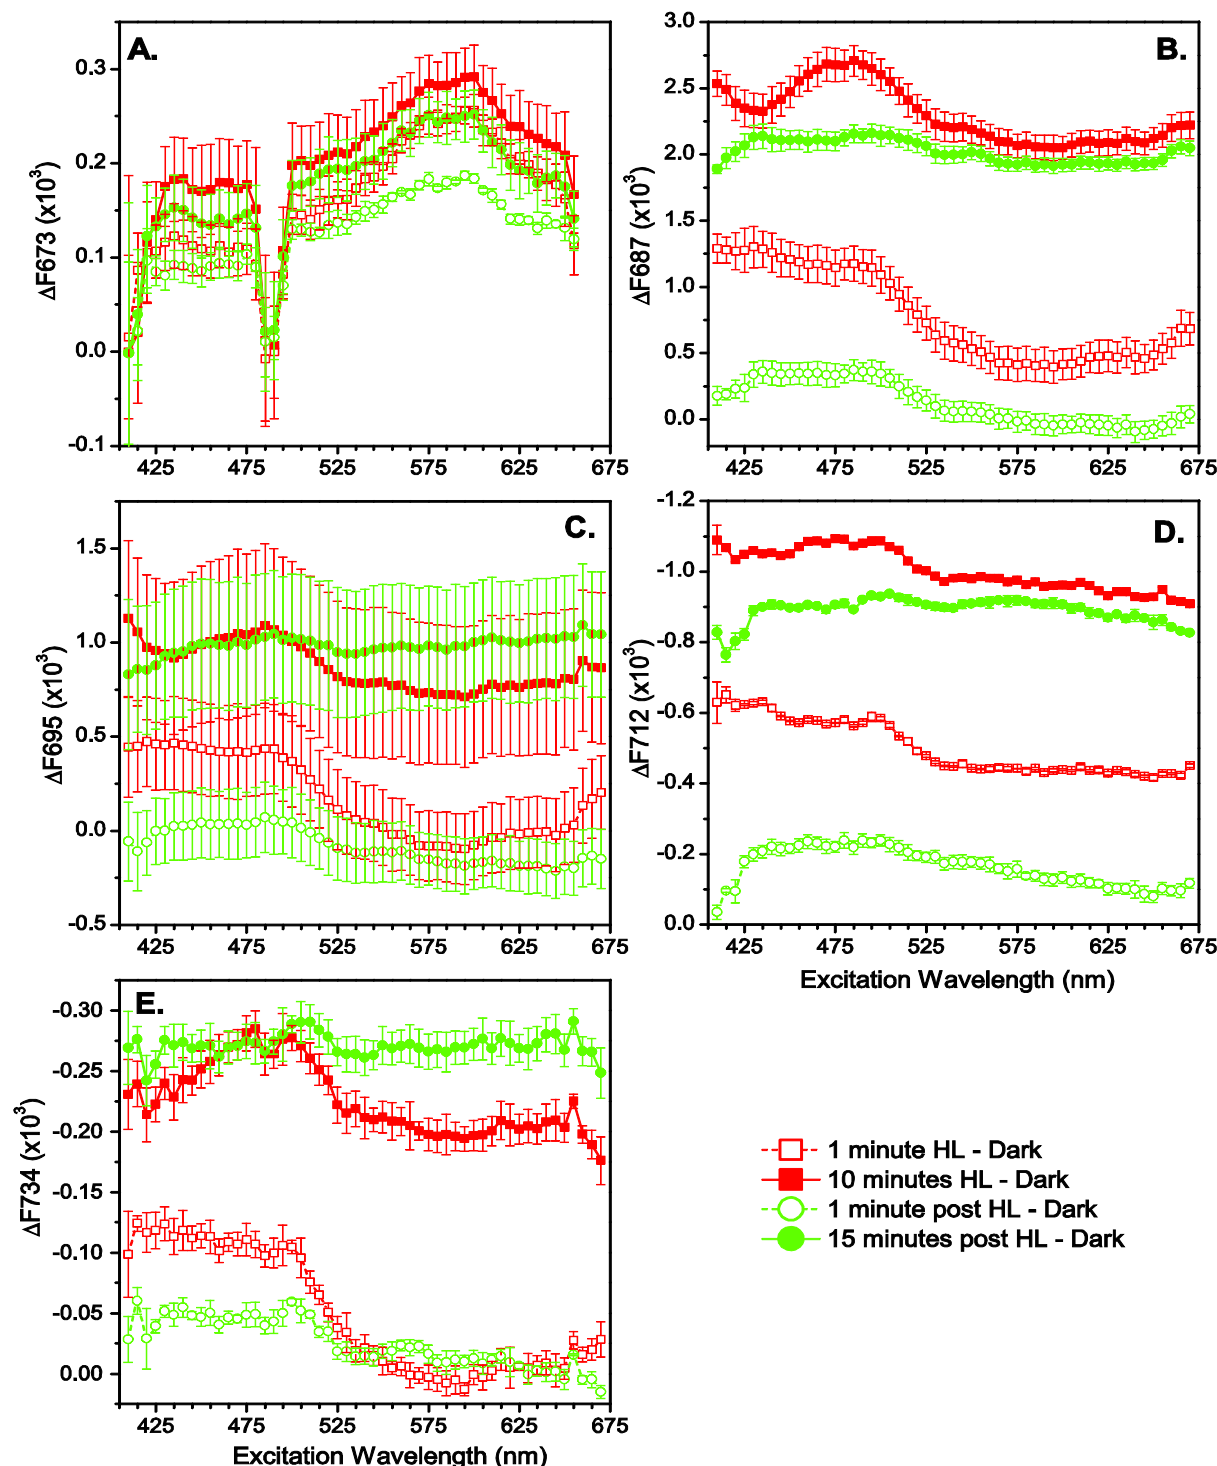 A.
0.3
0.2
0.1
0.0
-0.1
ΔF673 (x10³)
425 475 525 575 625 675
B.
3.0
2.5
2.0
1.5
1.0
0.5
0.0
ΔF687 (x10³)
425 475 525 575 625 675
C.
1.5
1.0
0.5
0.0
-0.5
ΔF695 (x10³)
425 475 525 575 625 675
D.
-1.2
-1.0
-0.8
-0.6
-0.4
-0.2
0.0
ΔF712 (x10³)
425 475 525 575 625 675
Excitation Wavelength (nm)
E.
-0.30
-0.25
-0.20
-0.15
-0.10
-0.05
0.00
ΔF734 (x10³)
425 475 525 575 625 675
Excitation Wavelength (nm)
1 minute HL - Dark
10 minutes HL - Dark
1 minute post HL - Dark
15 minutes post HL - Dark